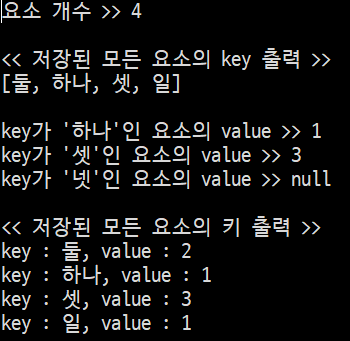 요소 개수 >> 4
<< 저장된 모든 요소의 key 출력 >>
[둘, 하나, 셋, 일]
key가 '하나'인 요소의 value >> 1
key가 '셋'인 요소의 value >> 3
key가 '넷'인 요소의 value >> null
<< 저장된 모든 요소의 키 출력 >>
key : 둘, value : 2
key : 하나, value : 1
key : 셋, value : 3
key : 일, value : 1